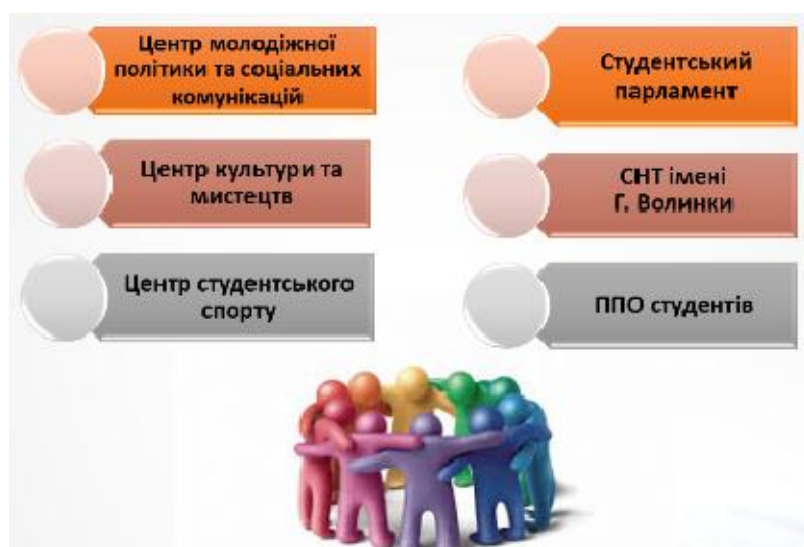 Центр молодіжної
політики та соціальних
комунікацій
Центр культури та
мистецтв
Центр студентського
спорту
Студентський
парламент
СНТ імені
Г. Волинки
ППО студентів